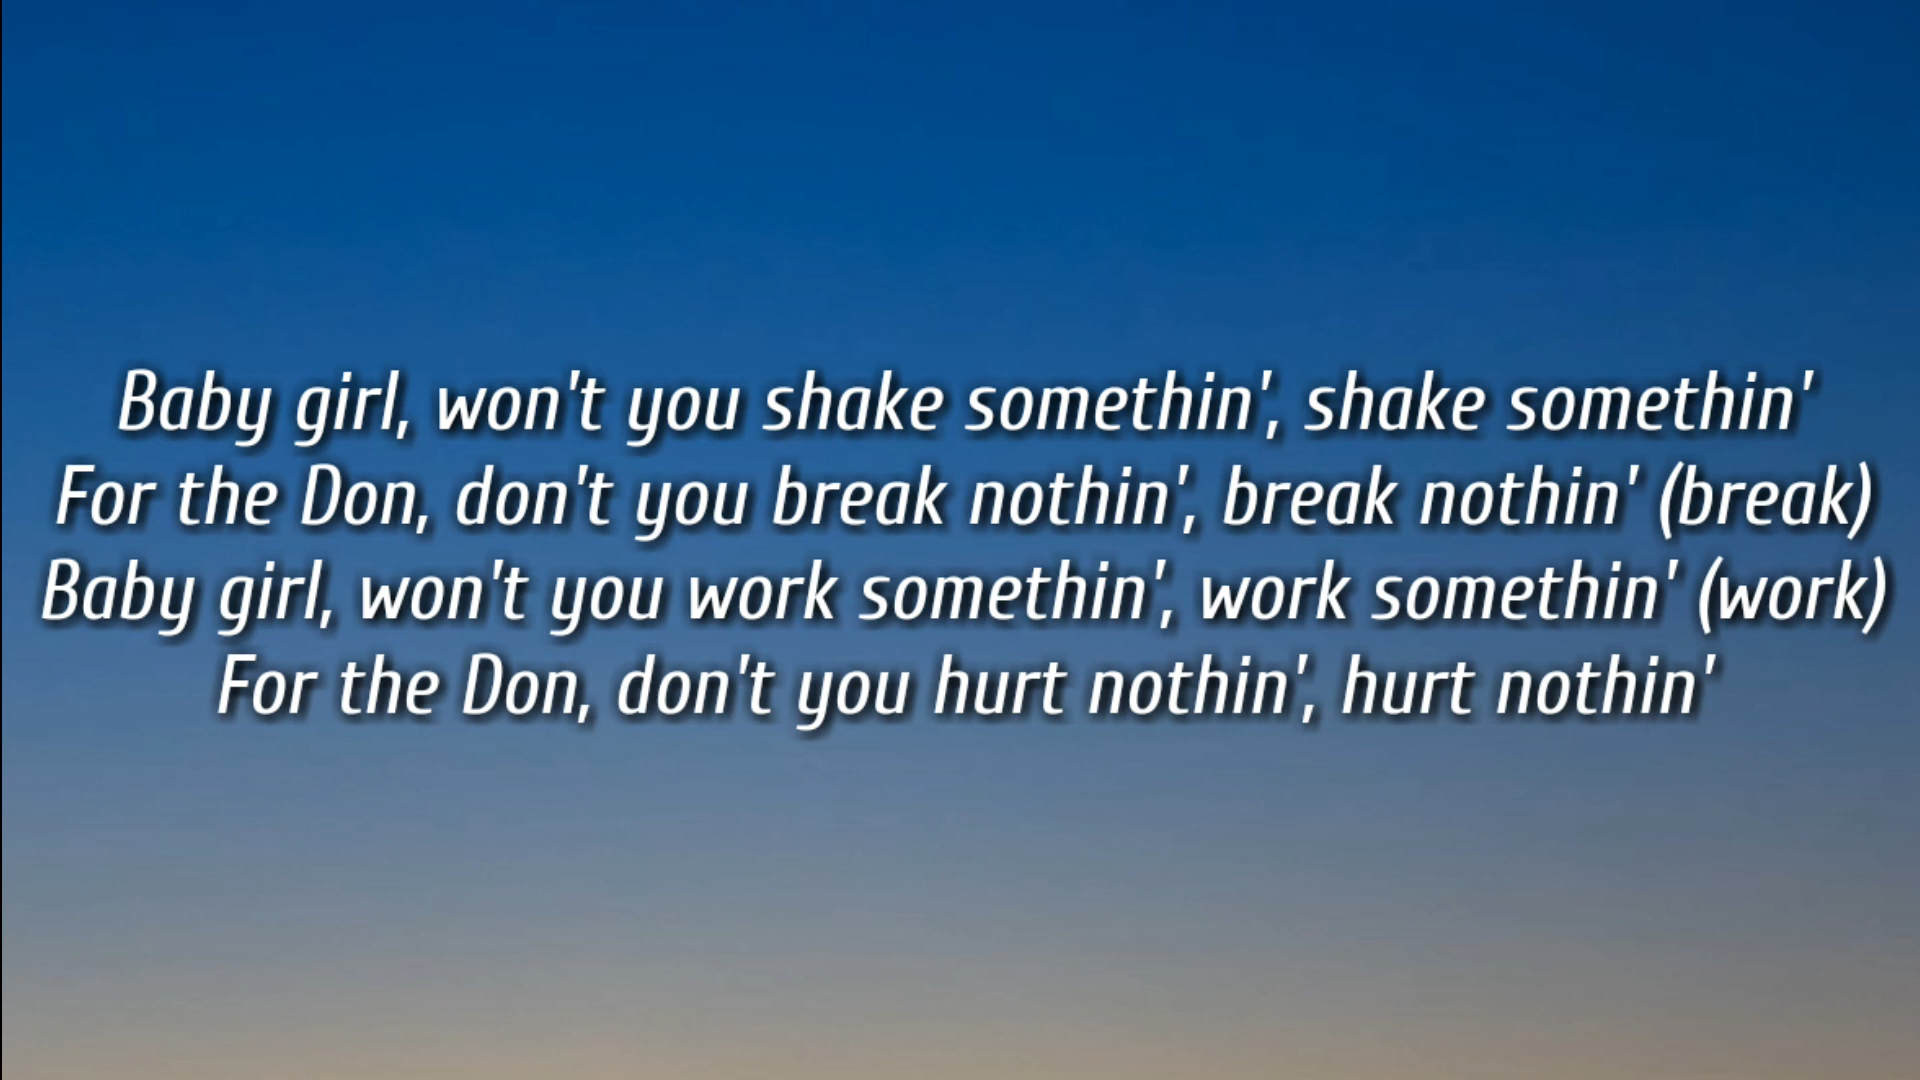 Baby girl, won't you shake somethin', shake somethin'
For the Don, don't you break nothin', break nothin' (break)
Baby girl, won't you work somethin', work somethin' (work)
For the Don, don't you hurt nothin', hurt nothin'